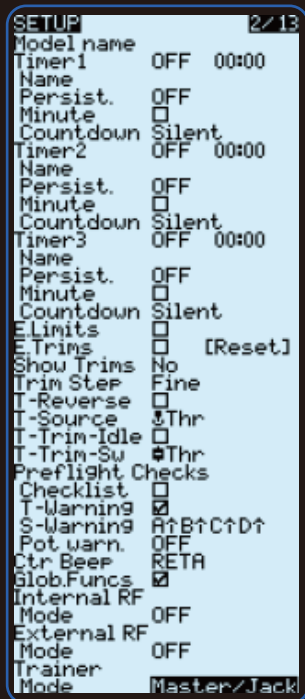 SETUP 2/13
Model name
Timer1 OFF 00:00
Name
Persist. OFF
Minute
Countdown Silent
Timer2 OFF 00:00
Name
Persist. OFF
Minute
Countdown Silent
Timer3 OFF 00:00
Name
Persist. OFF
Minute
Countdown Silent
E.Limits
E.Trims [Reset]
Show Trims No
Trim Step Fine
T-Reverse
T-Source Thr
T-Trim-Idle
T-Trim-Sw Thr
Preflight Checks
Checklist
T-Warning
S-Warning A↑B↑C↑D↑
Pot warn. OFF
Ctr Beep RETA
Glob.Funcs
Internal RF
Mode OFF
External RF
Mode OFF
Trainer
Mode Master/Jack